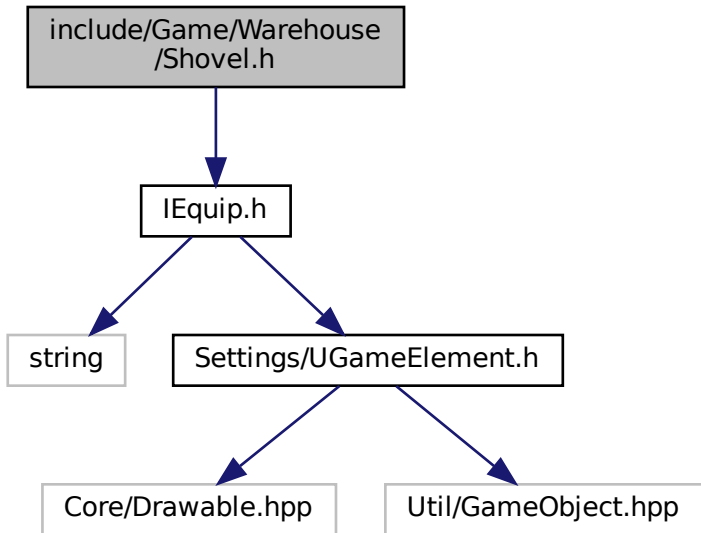 include/Game/Warehouse
/Shovel.h
IEquip.h
string
Settings/UGameElement.h
Core/Drawable.hpp
Util/GameObject.hpp